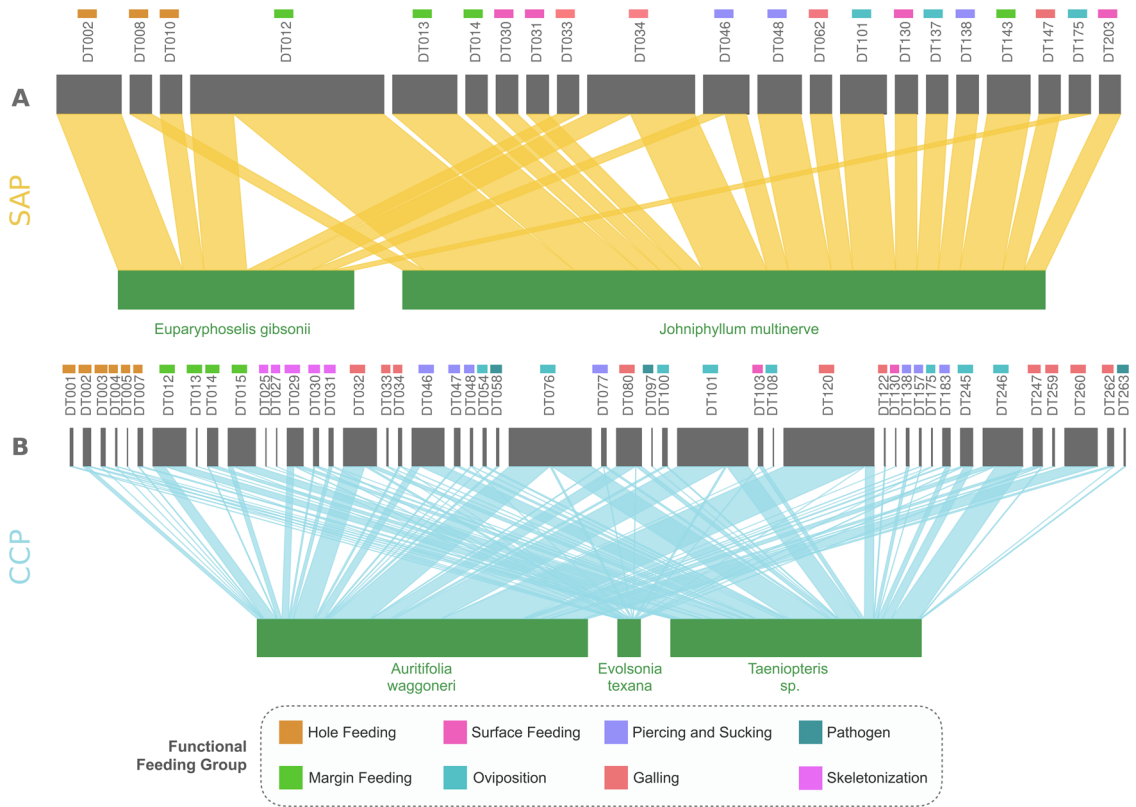 DT002 DT008 DT010 DT012 DT013 DT014 DT030 DT031 DT033 DT034 DT046 DT048 DT062 DT101 DT130 DT137 DT138 DT143 DT147 DT175 DT203
A
SAP
Euparyphoselis gibsonii Johniphyllum multinerve
DT001 DT002 DT003 DT004 DT005 DT007 DT012 DT013 DT014 DT015 DT025 DT027 DT029 DT030 DT031 DT032 DT033 DT034 DT046 DT047 DT048 DT054 DT058 DT076 DT077 DT080 DT097 DT100 DT101 DT103 DT108 DT120 DT122 DT130 DT138 DT157 DT175 DT183 DT245 DT246 DT247 DT259 DT260 DT262 DT263
B
CCP
Auritifolia
waggoneri
Evolsonia
texana
Taeniopteris
sp.
Functional
Feeding Group
Hole Feeding Surface Feeding Piercing and Sucking Pathogen
Margin Feeding Oviposition Galling Skeletonization